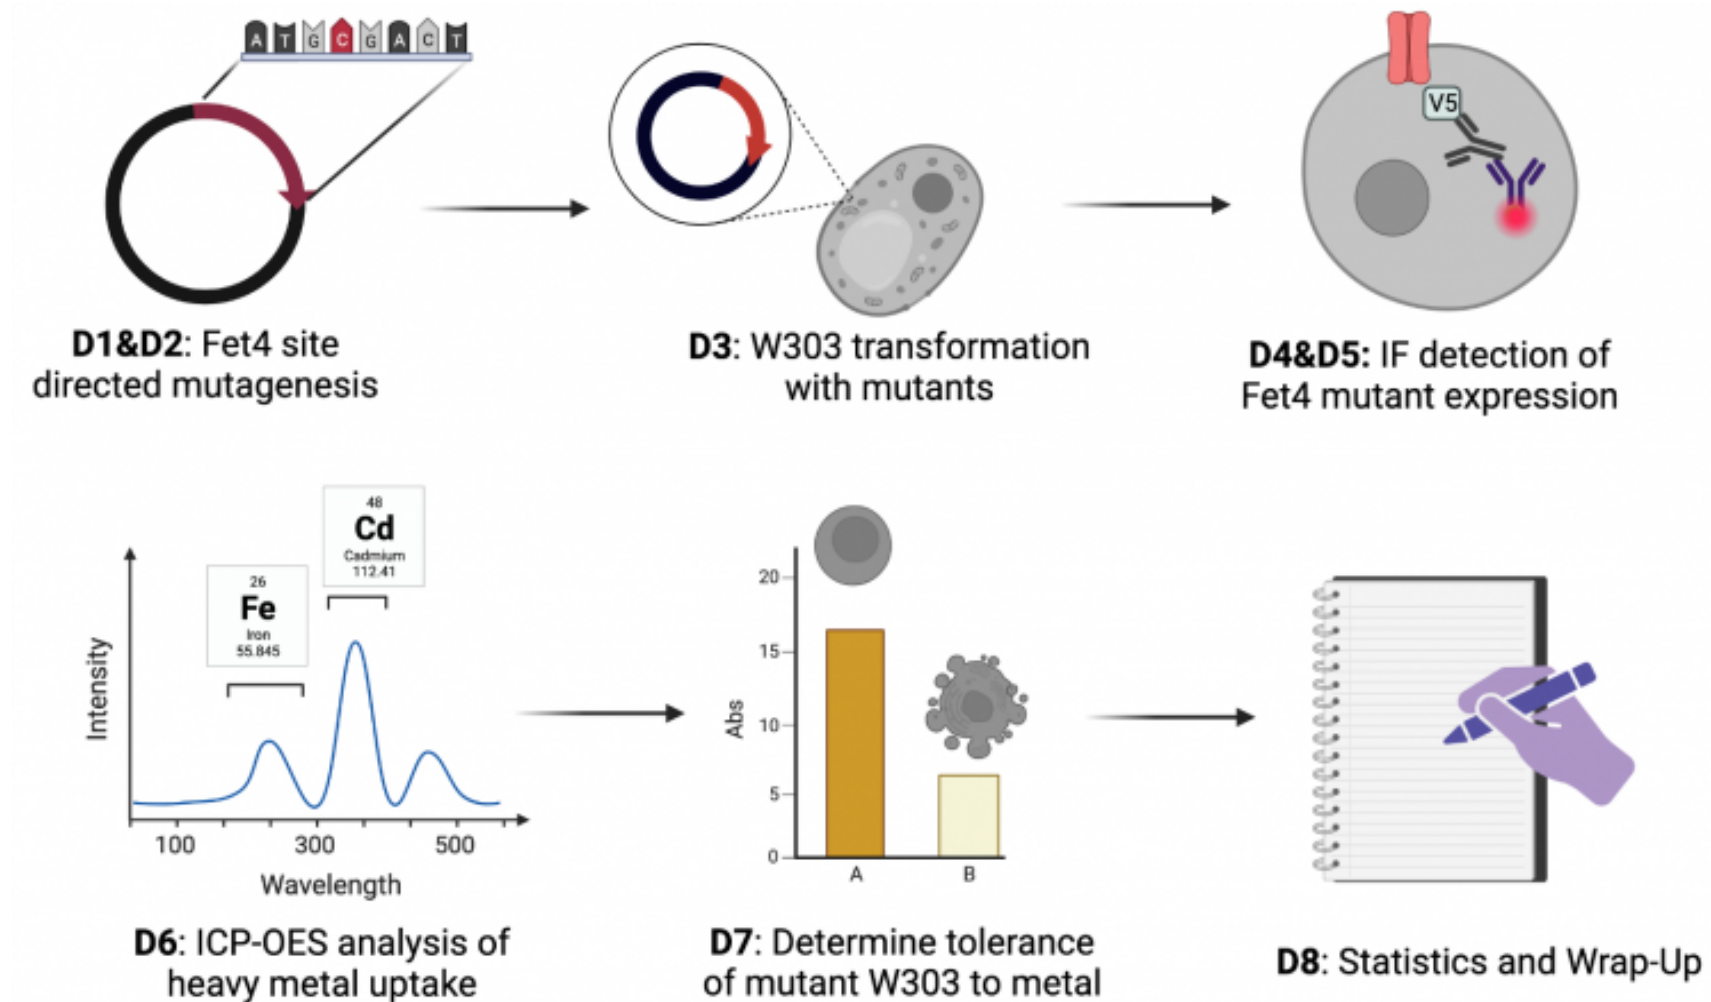 A T G C G A C T
V5
D1&D2: Fet4 site
directed mutagenesis
D3: W303 transformation
with mutants
D4&D5: IF detection of
Fet4 mutant expression
48
Cd
Cadmium
112.41
26
Fe
Iron
55.845
Intensity
100 300 500
Wavelength
20
15
10
5
0
Abs
A B
D6: ICP-OES analysis of
heavy metal uptake
D7: Determine tolerance
of mutant W303 to metal
D8: Statistics and Wrap-Up